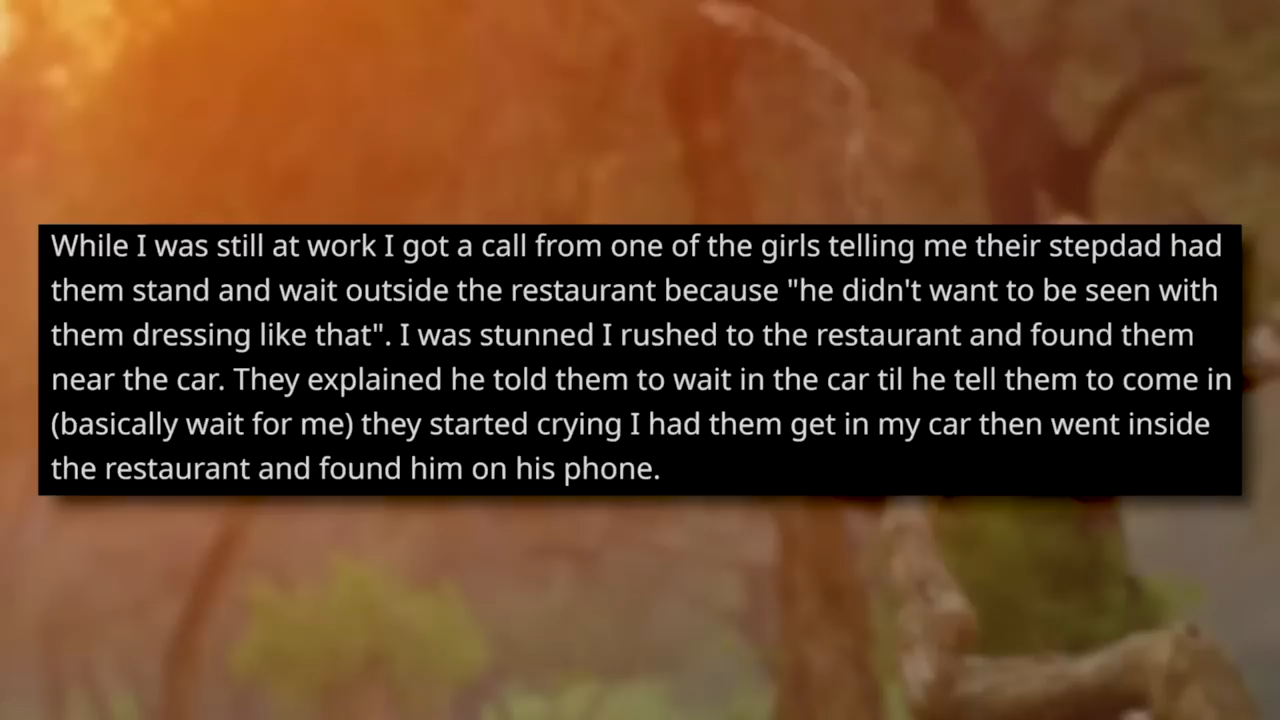 While I was still at work I got a call from one of the girls telling me their stepdad had
them stand and wait outside the restaurant because "he didn't want to be seen with
them dressing like that". I was stunned I rushed to the restaurant and found them
near the car. They explained he told them to wait in the car til he tell them to come in
(basically wait for me) they started crying I had them get in my car then went inside
the restaurant and found him on his phone.